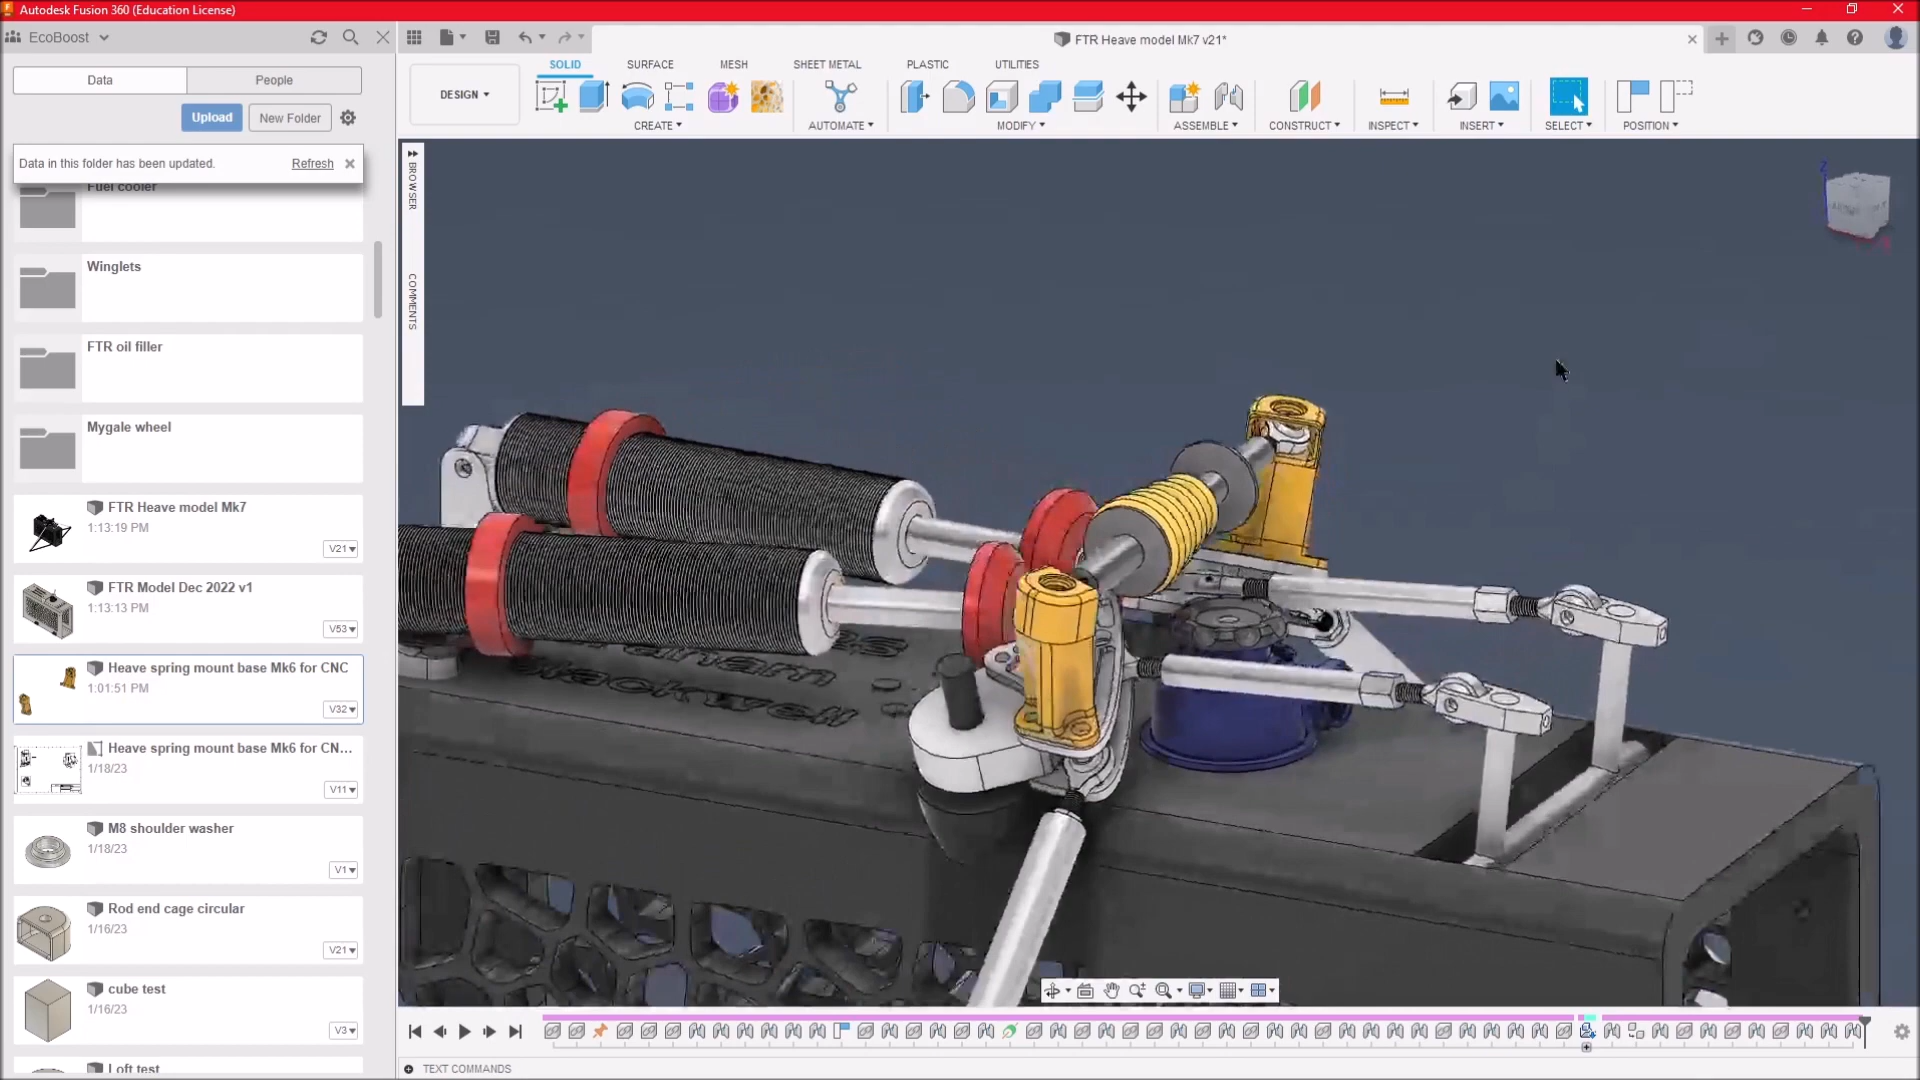 Autodesk Fusion 360 (Education License)
EcoBoost
FTR Heave model Mk7 v21*
Data
People
Upload
New Folder
Data in this folder has been updated.
Refresh
Fuel cooler
Winglets
FTR oil filler
Mygale wheel
FTR Heave model Mk7
1:13:19 PM
V21
FTR Model Dec 2022 v1
1:13:13 PM
V53
Heave spring mount base Mk6 for CNC
1:01:51 PM
V32
Heave spring mount base Mk6 for CN...
1/18/23
V11
M8 shoulder washer
1/18/23
V1
Rod end cage circular
1/16/23
V21
cube test
1/16/23
V3
Loft test
DESIGN
SOLID
SURFACE
MESH
SHEET METAL
PLASTIC
UTILITIES
CREATE
AUTOMATE
MODIFY
ASSEMBLE
CONSTRUCT
INSPECT
INSERT
SELECT
POSITION
BROWSER
COMMENTS
Z
Blackwell
TEXT COMMANDS